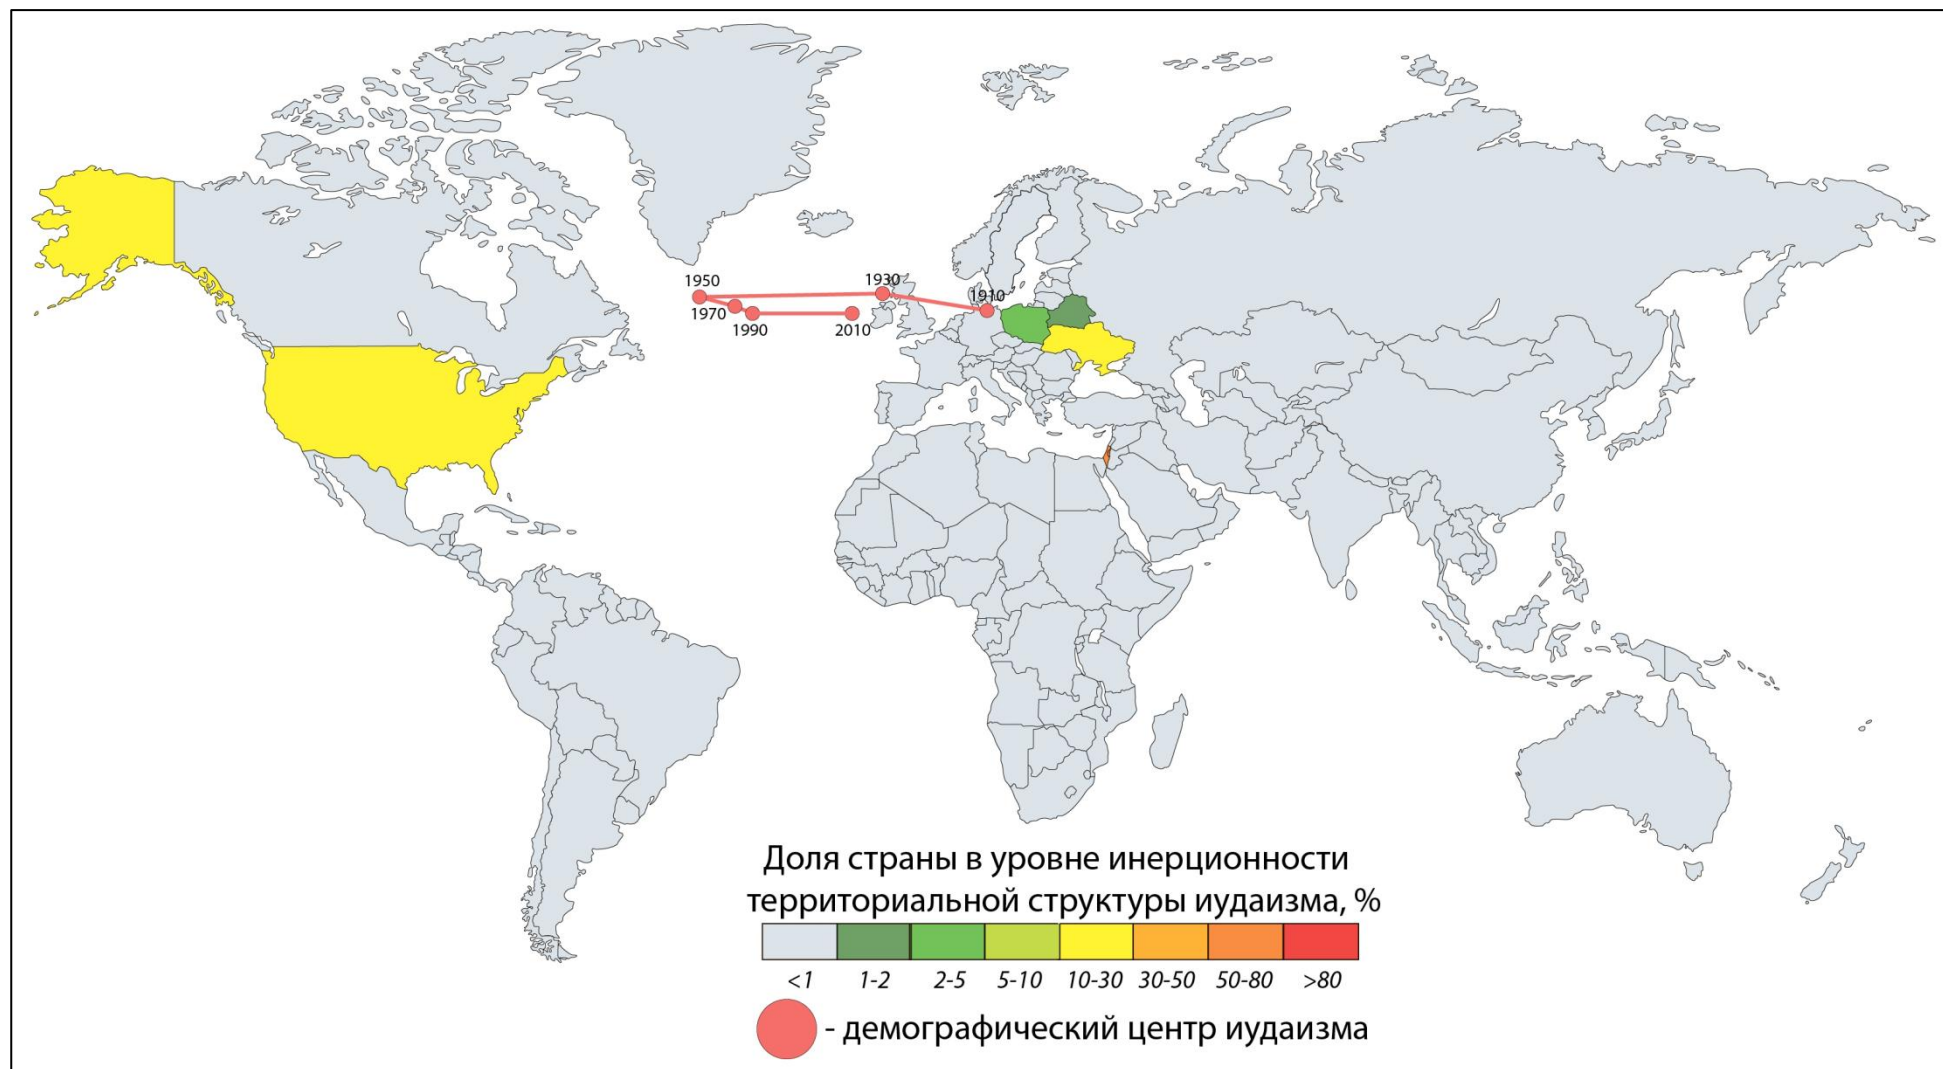 1950
1930
1910
1970
1990
2010
Доля страны в уровне инерционности
территориальной структуры иудаизма, %
<1 1-2 2-5 5-10 10-30 30-50 50-80 >80
- демографический центр иудаизма